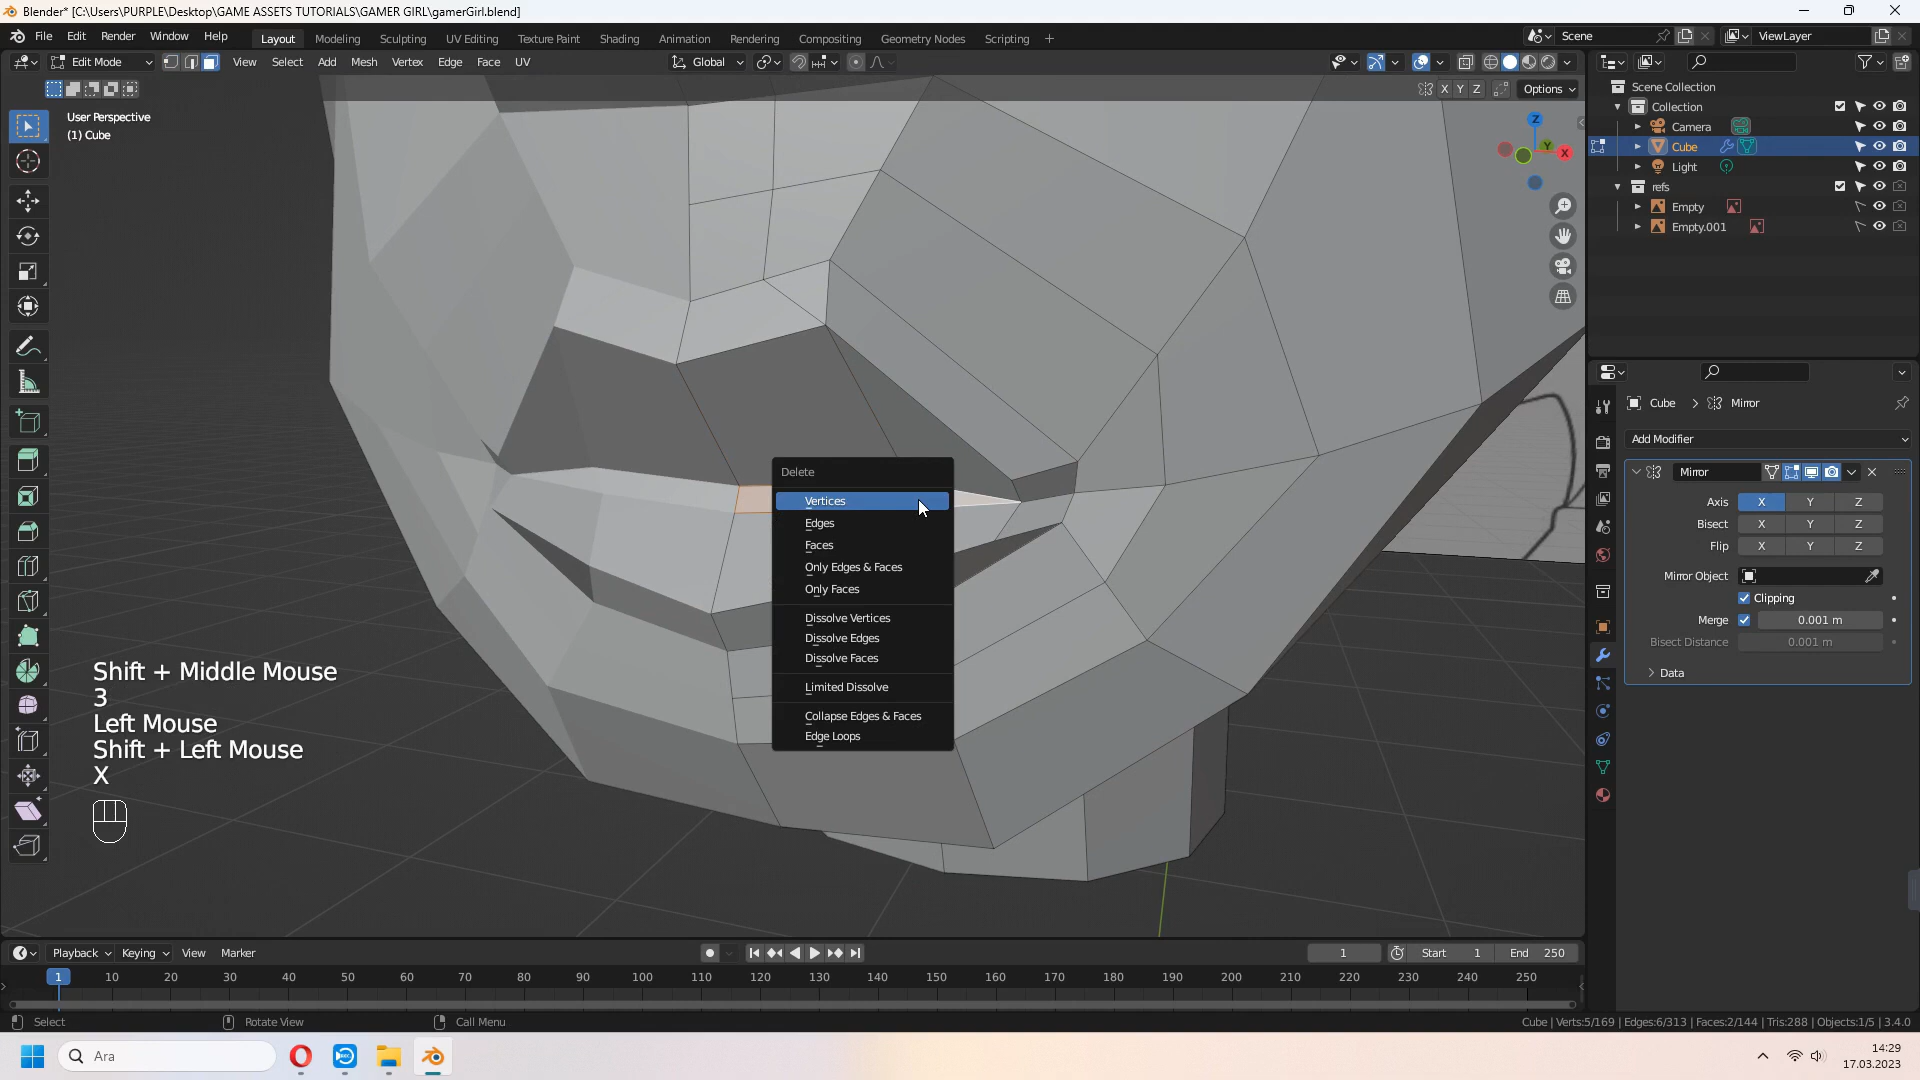 Blender* [C:\Users\PURPLE\Desktop\GAME ASSETS TUTORIALS\GAMER GIRL\gamerGirl.blend]
File Edit Render Window Help Layout Modeling Sculpting UV Editing Texture Paint Shading Animation Rendering Compositing Geometry Nodes Scripting + Scene ViewLayer
Edit Mode View Select Add Mesh Vertex Edge Face UV Global
X Y Z Options
User Perspective
(1) Cube
Z
Y
X
Scene Collection
Collection
Camera
Cube
Light
refs
Empty
Empty.001
Cube > Mirror
Add Modifier
Mirror
Axis X Y Z
Bisect X Y Z
Flip X Y Z
Mirror Object
Clipping
Merge 0.001 m
Bisect Distance 0.001 m
> Data
Delete
Vertices
Edges
Faces
Only Edges & Faces
Only Faces
Dissolve Vertices
Dissolve Edges
Dissolve Faces
Limited Dissolve
Collapse Edges & Faces
Edge Loops
Shift + Middle Mouse
3
Left Mouse
Shift + Left Mouse
X
Playback Keying View Marker 1 Start 1 End 250
1 10 20 30 40 50 60 70 80 90 100 110 120 130 140 150 160 170 180 190 200 210 220 230 240 250
Select Rotate View Call Menu Cube | Verts:5/169 | Edges:6/313 | Faces:2/144 | Tris:288 | Objects:1/5 | 3.4.0
Ara
14:29
17.03.2023